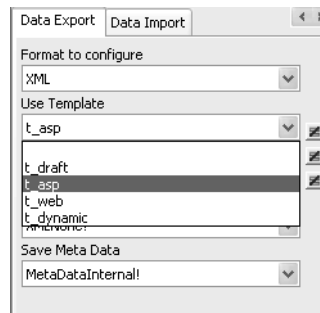 Data Export Data Import
Format to configure
XML
Use Template
t_asp
t_draft
t_asp
t_web
t_dynamic
XMLNone!
Save Meta Data
MetaDataInternal!